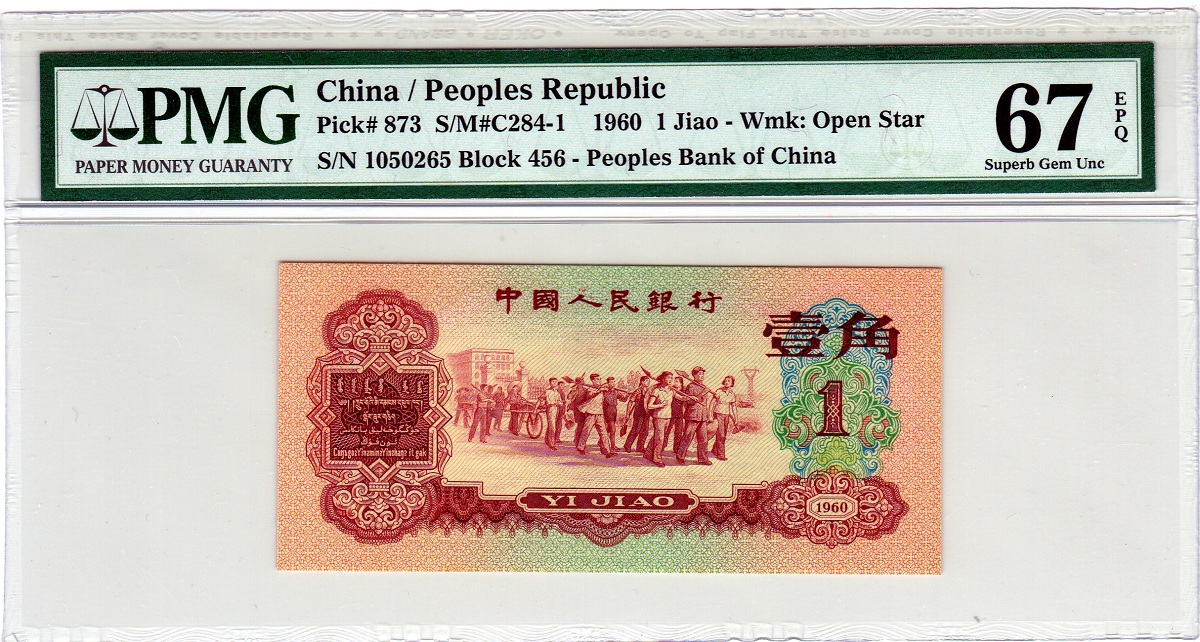 China / Peoples Republic
Pick# 873 S/M#C284-1 1960 1 Jiao - Wmk: Open Star
S/N 1050265 Block 456 - Peoples Bank of China
PMG
PAPER MONEY GUARANTY
67
EPQ
Superb Gem Unc
中國人民銀行
壹角
1
YI JIAO
1960